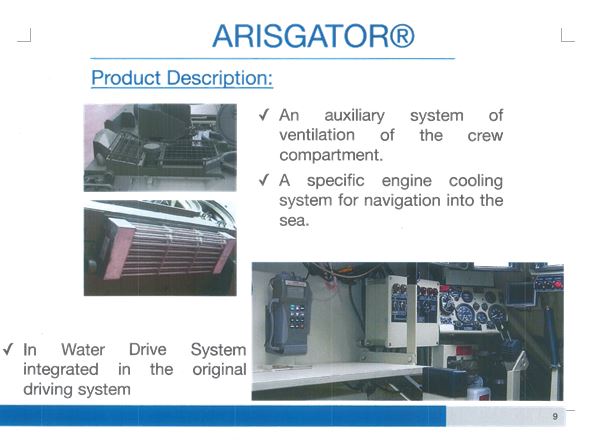 ARISGATOR®
Product Description:
✓ An auxiliary system of
ventilation of the crew
compartment.
✓ A specific engine cooling
system for navigation into the
sea.
✓ In Water Drive System
integrated in the original
driving system
9